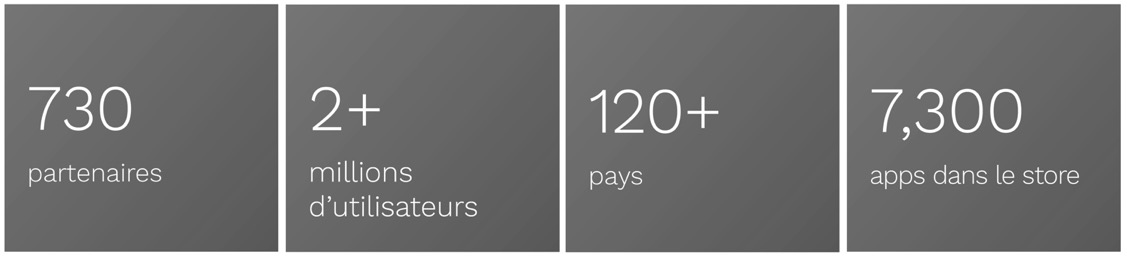 730
partenaires
2+
millions
d’utilisateurs
120+
pays
7,300
apps dans le store